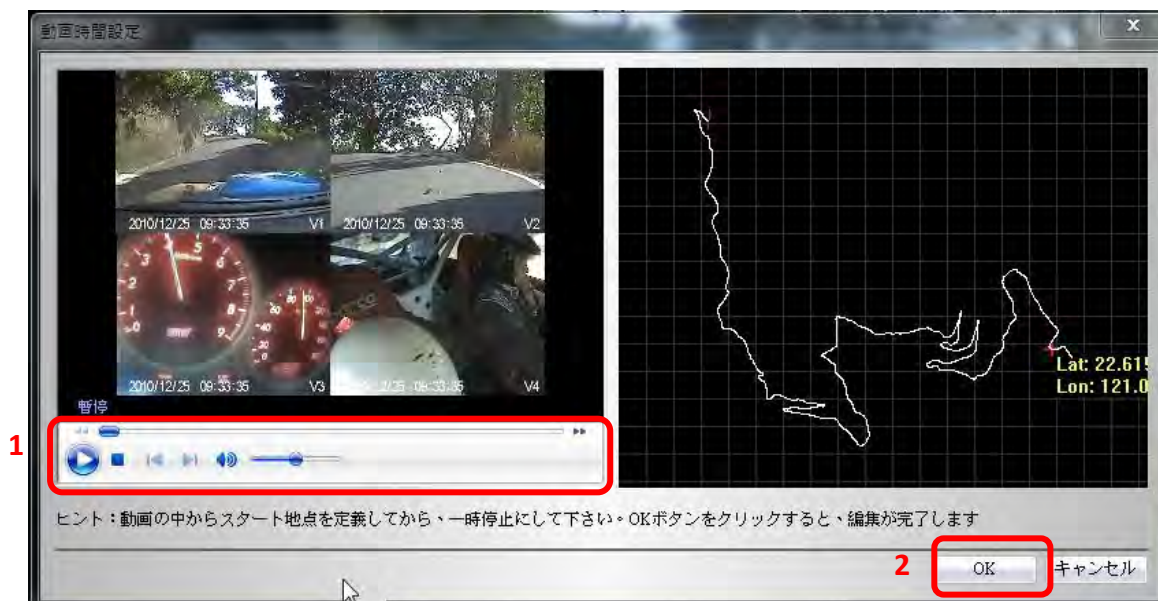 動画時間設定
x
2010/12/25 09:33:35 V1
2010/12/25 09:33:35 V2
2010/12/25 09:33:35 V3
V4
暫停
1
Lat: 22.615
Lon: 121.0
ヒント：動画の中からスタート地点を定義してから、一時停止にして下さい。OKボタンをクリックすると、編集が完了します
2
OK
キャンセル